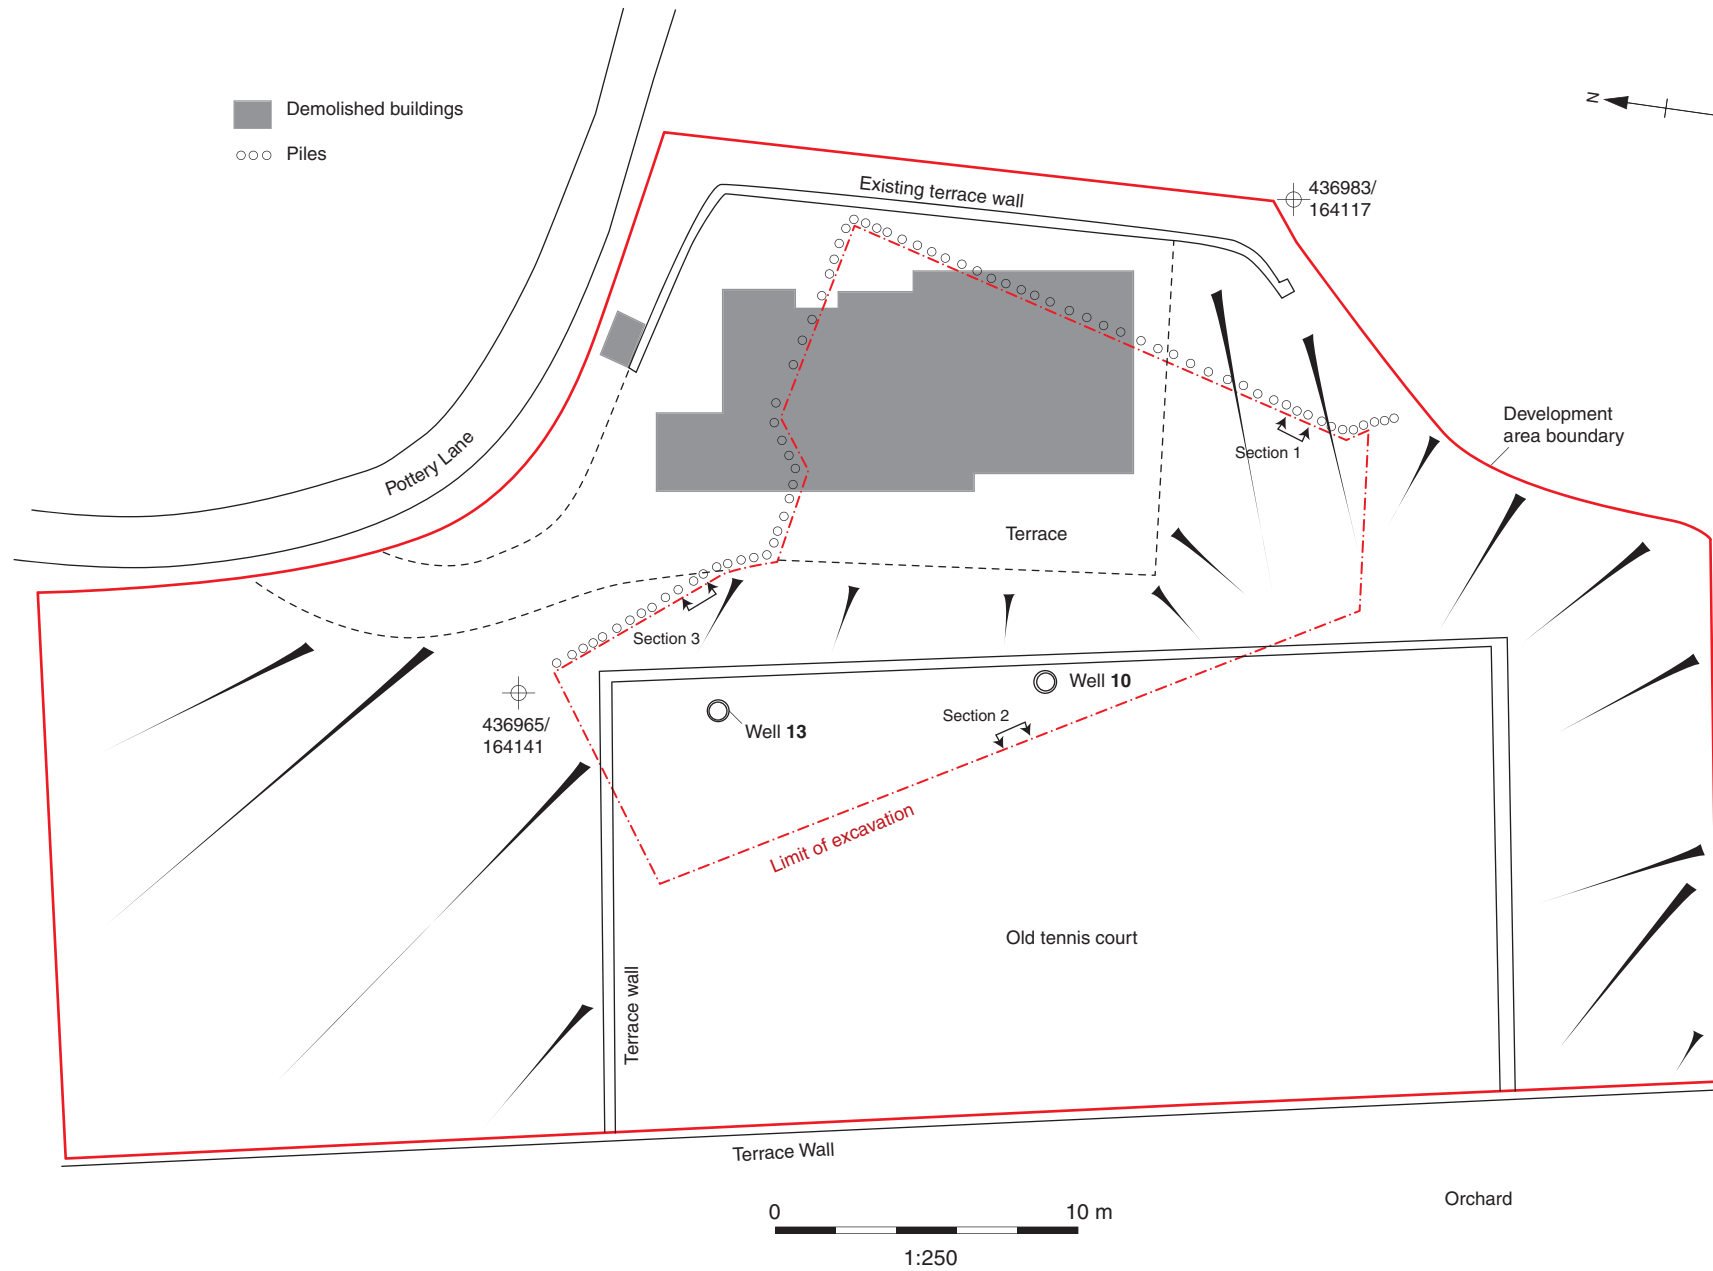 Demolished buildings
Piles
N
Existing terrace wall
436983/
164117
Pottery Lane
Development
area boundary
Section 1
Terrace
Section 3
Well 10
436965/
164141
Section 2
Well 13
Limit of excavation
Old tennis court
Terrace wall
Terrace Wall
Orchard
0 10 m
1:250